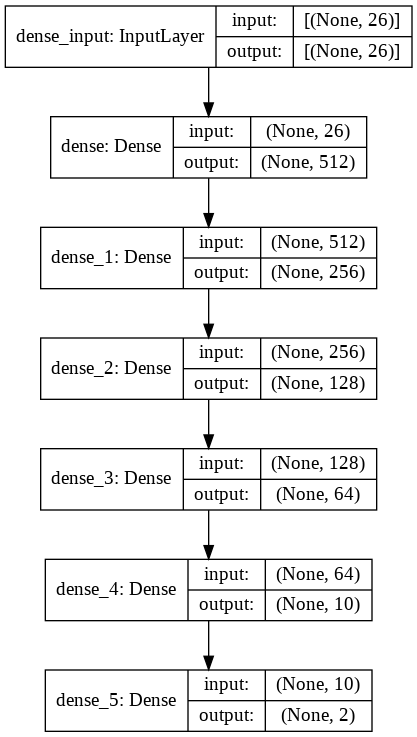 dense_input: InputLayer
input: [(None, 26)]
output: [(None, 26)]
dense: Dense
input: (None, 26)
output: (None, 512)
dense_1: Dense
input: (None, 512)
output: (None, 256)
dense_2: Dense
input: (None, 256)
output: (None, 128)
dense_3: Dense
input: (None, 128)
output: (None, 64)
dense_4: Dense
input: (None, 64)
output: (None, 10)
dense_5: Dense
input: (None, 10)
output: (None, 2)